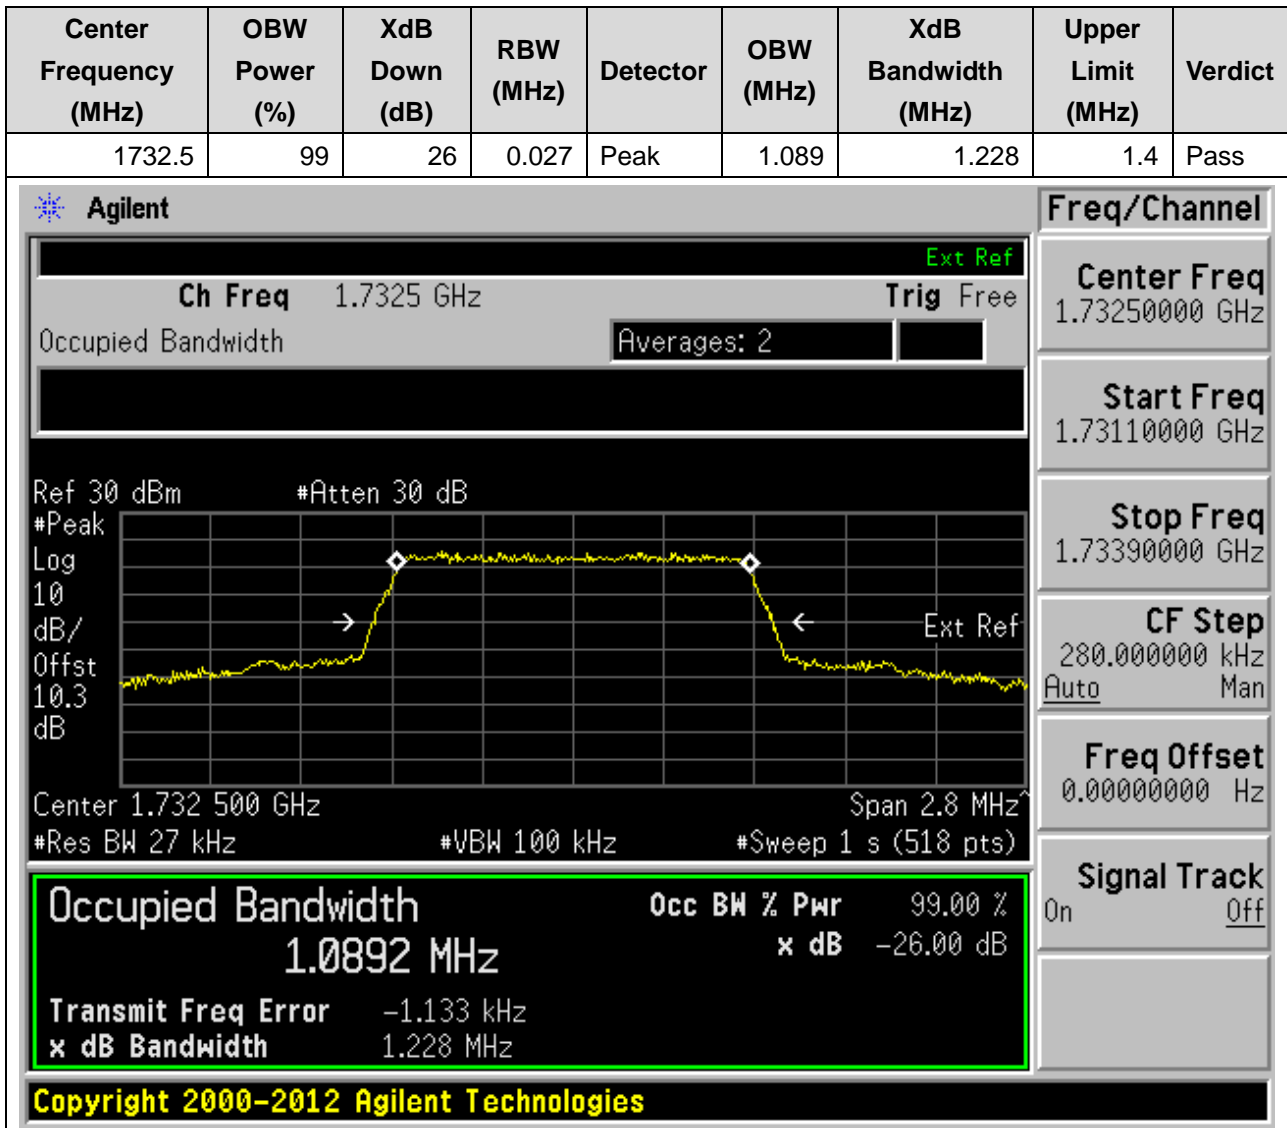 Center Frequency (MHz) OBW Power (%) XdB Down (dB) RBW (MHz) Detector OBW (MHz) XdB Bandwidth (MHz) Upper Limit (MHz) Verdict
1732.5 99 26 0.027 Peak 1.089 1.228 1.4 Pass
Agilent
Freq/Channel
Ext Ref
Ch Freq 1.7325 GHz Trig Free
Occupied Bandwidth Averages: 2
Ref 30 dBm #Atten 30 dB
#Peak
Log
10
dB/
Offst
10.3
dB
Ext Ref
Center 1.732 500 GHz Span 2.8 MHz^
#Res BW 27 kHz #VBW 100 kHz #Sweep 1 s (518 pts)
Occupied Bandwidth Occ BW % Pwr 99.00 %
1.0892 MHz x dB -26.00 dB
Transmit Freq Error -1.133 kHz
x dB Bandwidth 1.228 MHz
Copyright 2000-2012 Agilent Technologies
Center Freq
1.73250000 GHz
Start Freq
1.73110000 GHz
Stop Freq
1.73390000 GHz
CF Step
280.000000 kHz
Auto Man
Freq Offset
0.00000000 Hz
Signal Track
On Off